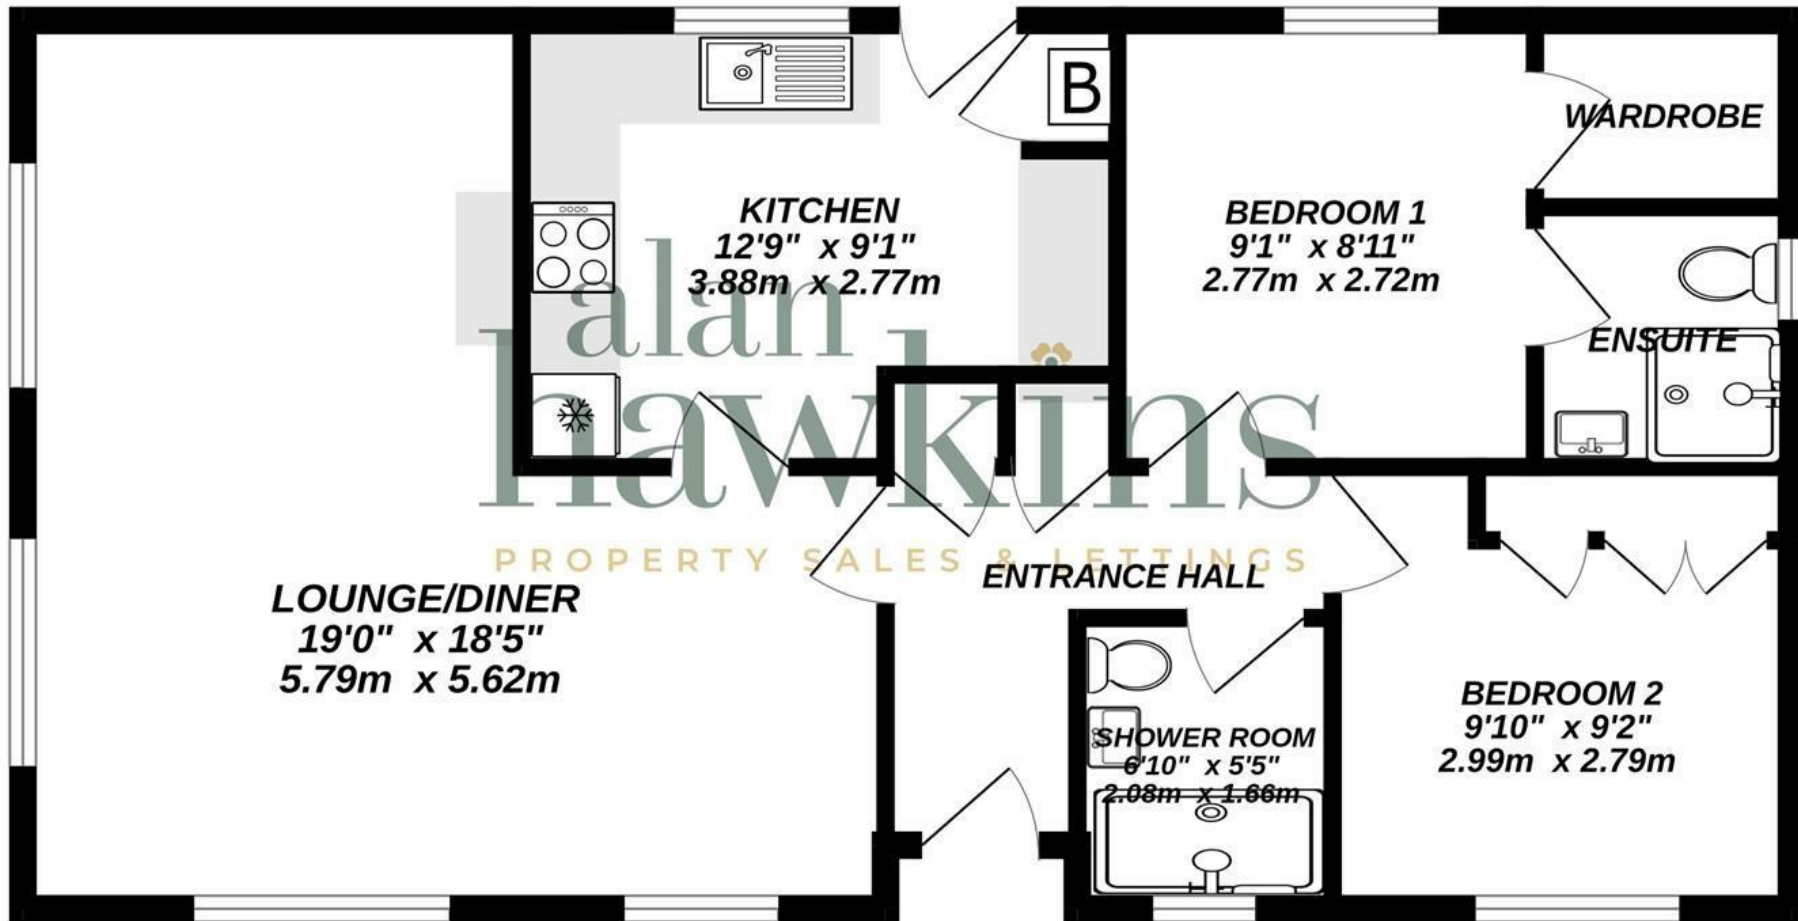 KITCHEN
12'9" x 9'1"
3.88m x 2.77m
B
BEDROOM 1
9'1" x 8'11"
2.77m x 2.72m
WARDROBE
ENSUITE
alan
hawkins
PROPERTY SALES & LETTINGS
ENTRANCE HALL
LOUNGE/DINER
19'0" x 18'5"
5.79m x 5.62m
SHOWER ROOM
6'10" x 5'5"
2.08m x 1.66m
BEDROOM 2
9'10" x 9'2"
2.99m x 2.79m